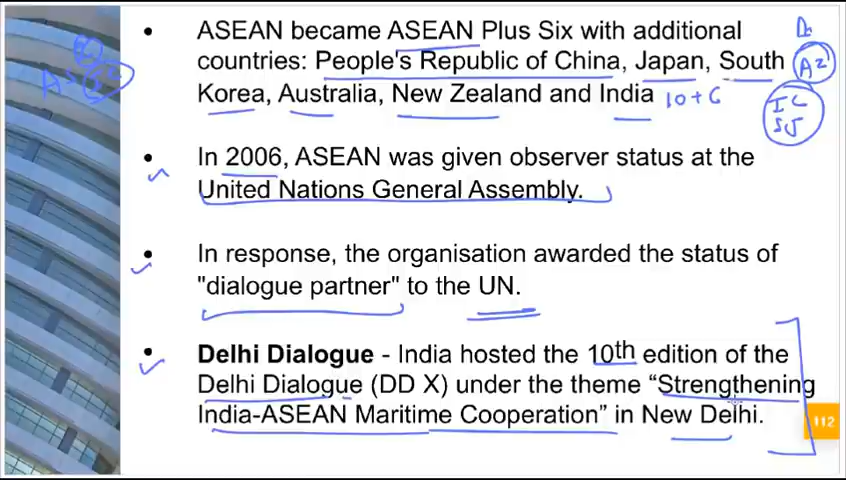 ASEAN became ASEAN Plus Six with additional
countries: People's Republic of China, Japan, South
Korea, Australia, New Zealand and India 10+6
In 2006, ASEAN was given observer status at the
United Nations General Assembly.
In response, the organisation awarded the status of
"dialogue partner" to the UN.
Delhi Dialogue - India hosted the 10th edition of the
Delhi Dialogue (DD X) under the theme “Strengthening
India-ASEAN Maritime Cooperation” in New Delhi.
112